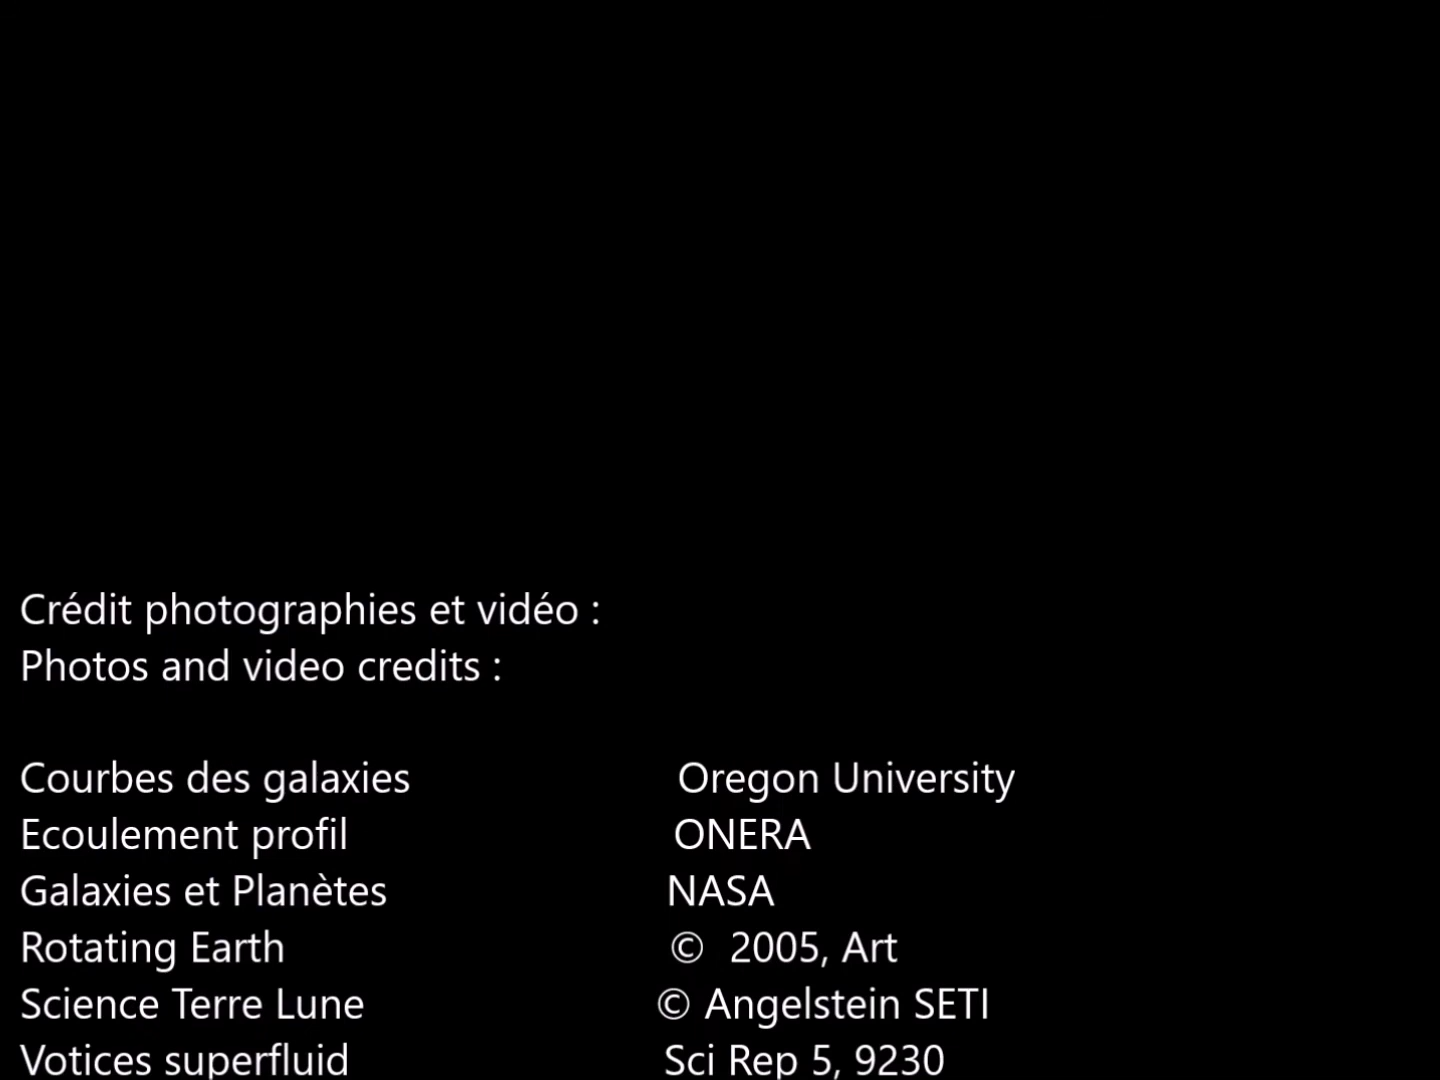 Crédit photographies et vidéo :
Photos and video credits :
Courbes des galaxies Oregon University
Ecoulement profil ONERA
Galaxies et Planètes NASA
Rotating Earth © 2005, Art
Science Terre Lune © Angelstein SETI
Votices superfluid Sci Rep 5, 9230